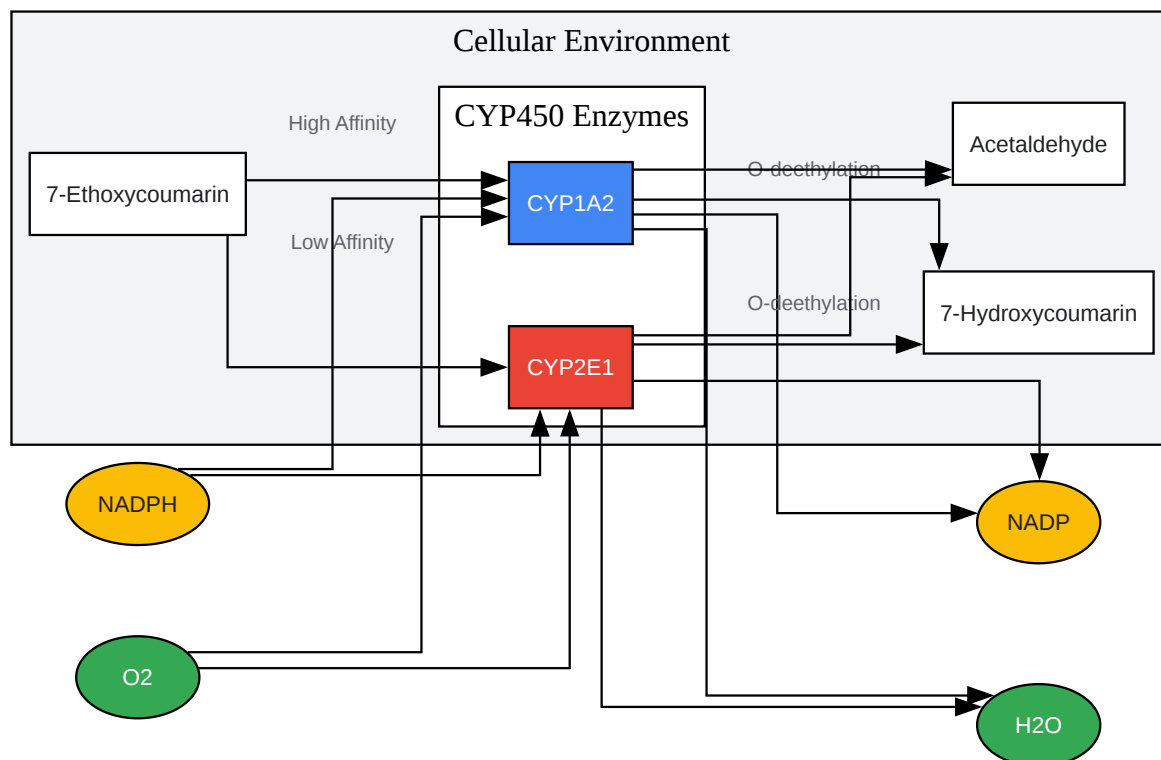 Cellular Environment
CYP450 Enzymes
High Affinity
Acetaldehyde
O-deethylation
7-Ethoxycoumarin
CYP1A2
Low Affinity
O-deethylation
7-Hydroxycoumarin
CYP2E1
NADPH
NADP
O2
H2O